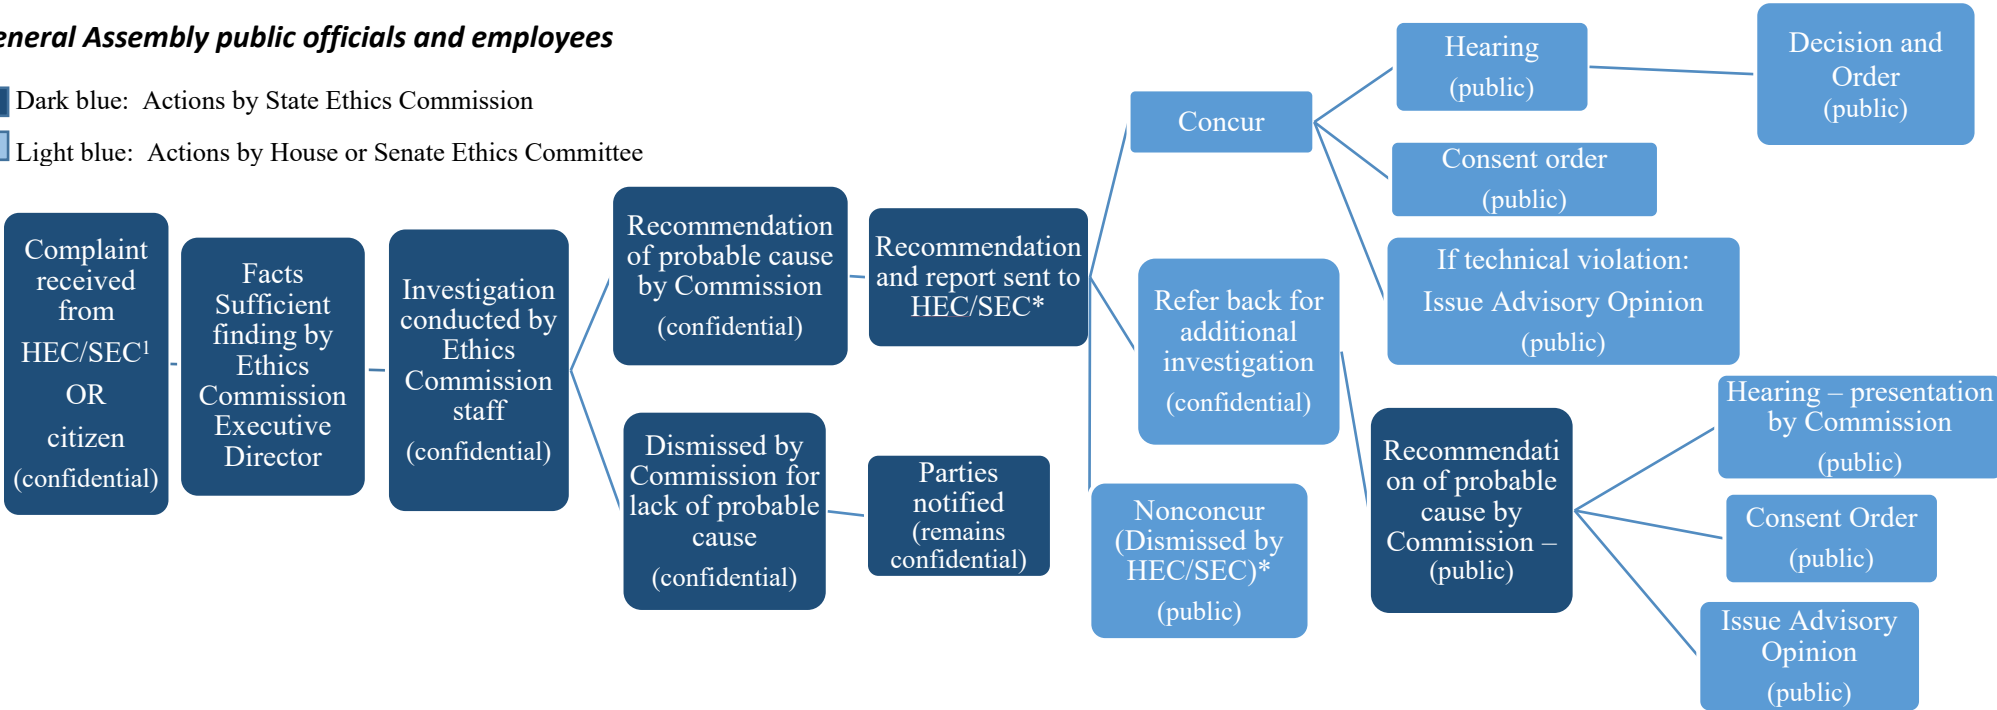 eneral Assembly public officials and employees
Dark blue: Actions by State Ethics Commission
Light blue: Actions by House or Senate Ethics Committee
Complaint
received
from
HEC/SEC¹
OR
citizen
(confidential)
Facts
Sufficient
finding by
Ethics
Commission
Executive
Director
Investigation
conducted by
Ethics
Commission
staff
(confidential)
Recommendation
of probable cause
by Commission
(confidential)
Dismissed by
Commission for
lack of probable
cause
(confidential)
Recommendation
and report sent to
HEC/SEC*
Parties
notified
(remains
confidential)
Concur
Refer back for
additional
investigation
(confidential)
Nonconcur
(Dismissed by
HEC/SEC)*
(public)
Hearing
(public)
Consent order
(public)
If technical violation:
Issue Advisory Opinion
(public)
Decision and
Order
(public)
Recommendati
on of probable
cause by
Commission –
(public)
Hearing – presentation
by Commission
(public)
Consent Order
(public)
Issue Advisory
Opinion
(public)